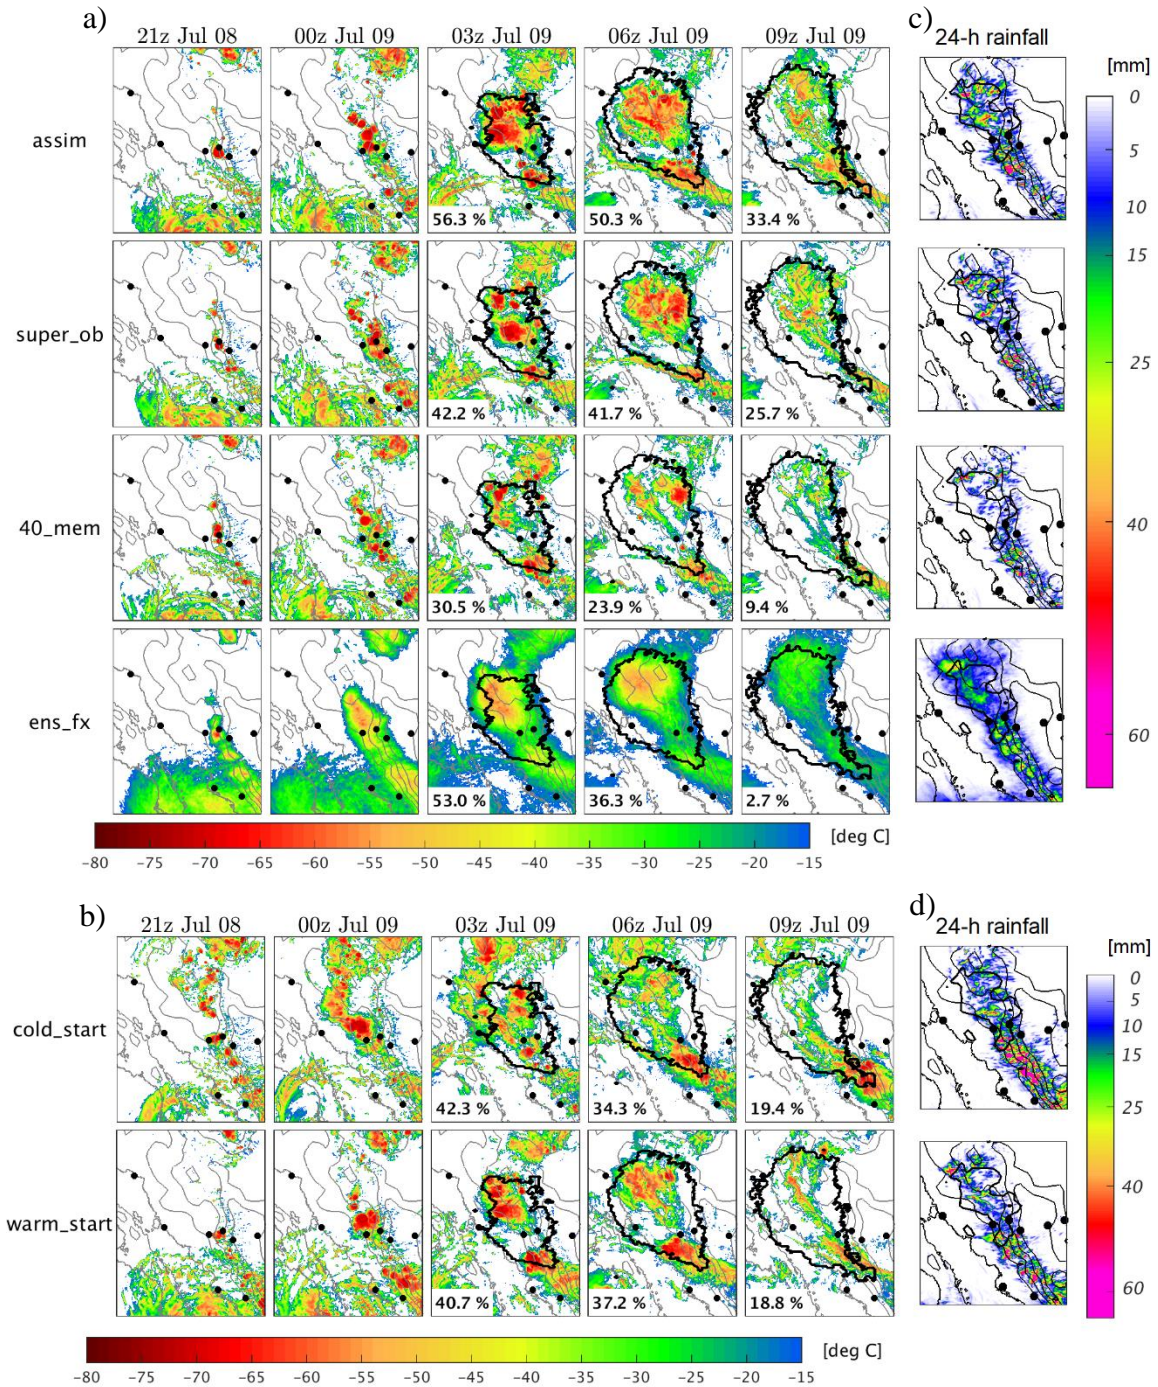 a)
c)
21z Jul 08 00z Jul 09 03z Jul 09 06z Jul 09 09z Jul 09
24-h rainfall
[mm]
0
5
10
15
25
40
60
assim
56.3 % 50.3 % 33.4 %
super_ob
42.2 % 41.7 % 25.7 %
40_mem
30.5 % 23.9 % 9.4 %
ens_fx
53.0 % 36.3 % 2.7 %
[deg C]
-80 -75 -70 -65 -60 -55 -50 -45 -40 -35 -30 -25 -20 -15
b)
d)
21z Jul 08 00z Jul 09 03z Jul 09 06z Jul 09 09z Jul 09
24-h rainfall
[mm]
0
5
10
15
25
40
60
cold_start
42.3 % 34.3 % 19.4 %
warm_start
40.7 % 37.2 % 18.8 %
[deg C]
-80 -75 -70 -65 -60 -55 -50 -45 -40 -35 -30 -25 -20 -15